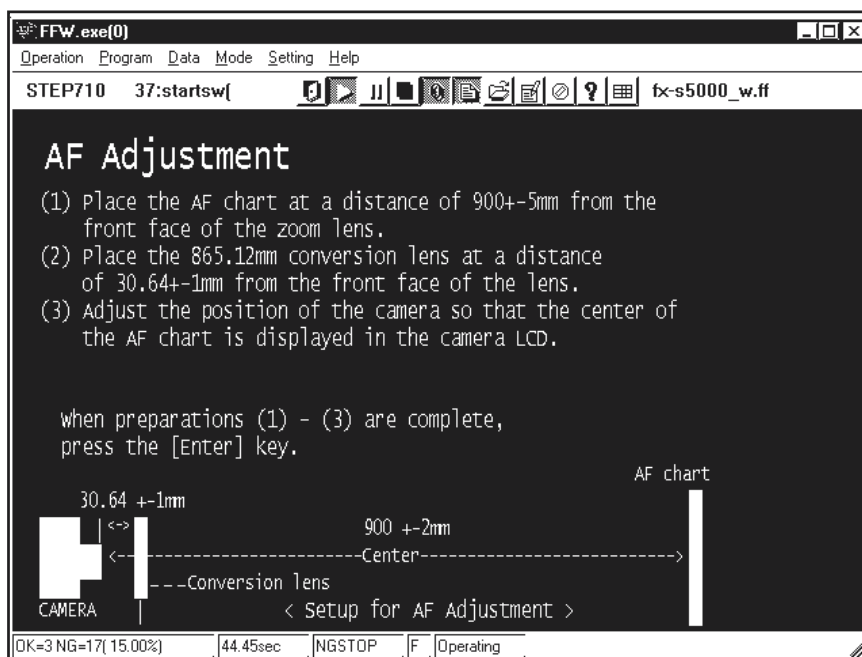 FFW.exe(0)
Operation Program Data Mode Setting Help
STEP710 37:startsw( fx-s5000_w.ff
AF Adjustment
(1) Place the AF chart at a distance of 900+-5mm from the
front face of the zoom lens.
(2) Place the 865.12mm conversion lens at a distance
of 30.64+-1mm from the front face of the lens.
(3) Adjust the position of the camera so that the center of
the AF chart is displayed in the camera LCD.
When preparations (1) - (3) are complete,
press the [Enter] key.
AF chart
30.64 +-1mm
|<->
900 +-2mm
<------------------------Center-------------------------->
---Conversion lens
CAMERA | < Setup for AF Adjustment >
OK=3 NG=17( 15.00%) 44.45sec NGSTOP F Operating